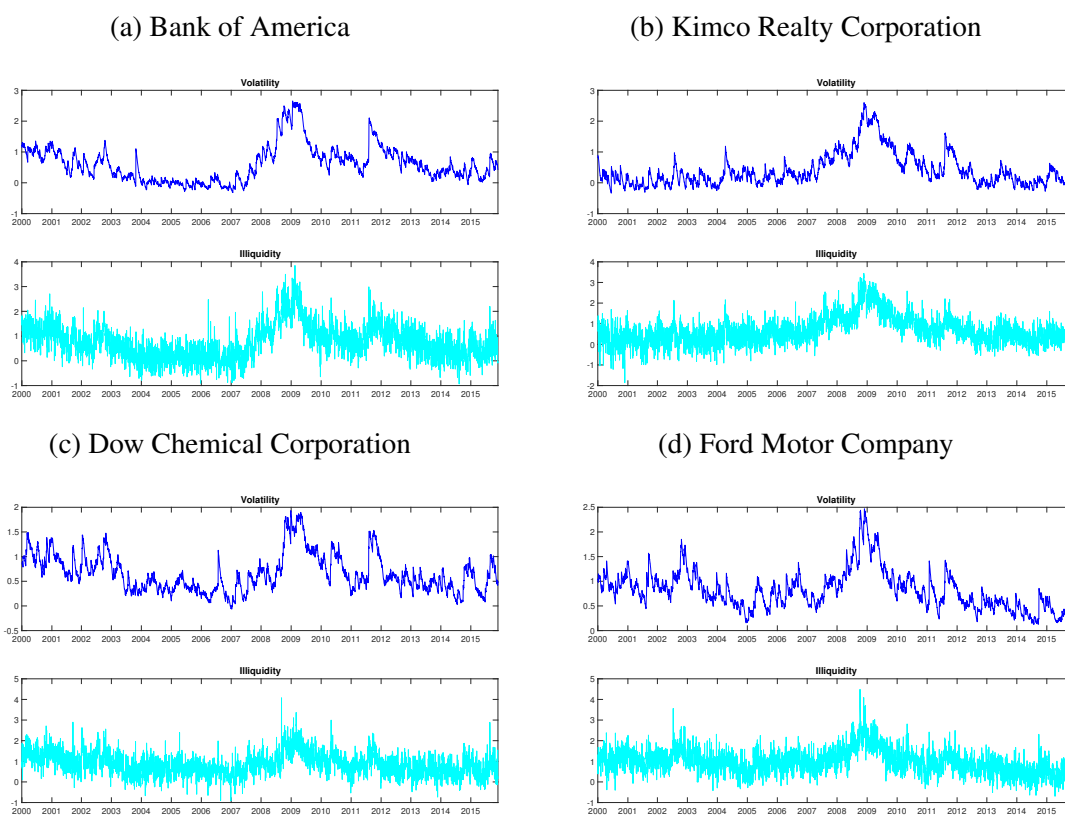 (a) Bank of America
(b) Kimco Realty Corporation
Volatility
3
2
1
0
-1
2000 2001 2002 2003 2004 2005 2006 2007 2008 2009 2010 2011 2012 2013 2014 2015
Volatility
3
2
1
0
-1
2000 2001 2002 2003 2004 2005 2006 2007 2008 2009 2010 2011 2012 2013 2014 2015
Illiquidity
4
3
2
1
0
-1
2000 2001 2002 2003 2004 2005 2006 2007 2008 2009 2010 2011 2012 2013 2014 2015
Illiquidity
4
3
2
1
0
-1
-2
2000 2001 2002 2003 2004 2005 2006 2007 2008 2009 2010 2011 2012 2013 2014 2015
(c) Dow Chemical Corporation
(d) Ford Motor Company
Volatility
2
1.5
1
0.5
0
-0.5
2000 2001 2002 2003 2004 2005 2006 2007 2008 2009 2010 2011 2012 2013 2014 2015
Volatility
2.5
2
1.5
1
0.5
0
2000 2001 2002 2003 2004 2005 2006 2007 2008 2009 2010 2011 2012 2013 2014 2015
Illiquidity
5
4
3
2
1
0
-1
2000 2001 2002 2003 2004 2005 2006 2007 2008 2009 2010 2011 2012 2013 2014 2015
Illiquidity
5
4
3
2
1
0
-1
2000 2001 2002 2003 2004 2005 2006 2007 2008 2009 2010 2011 2012 2013 2014 2015